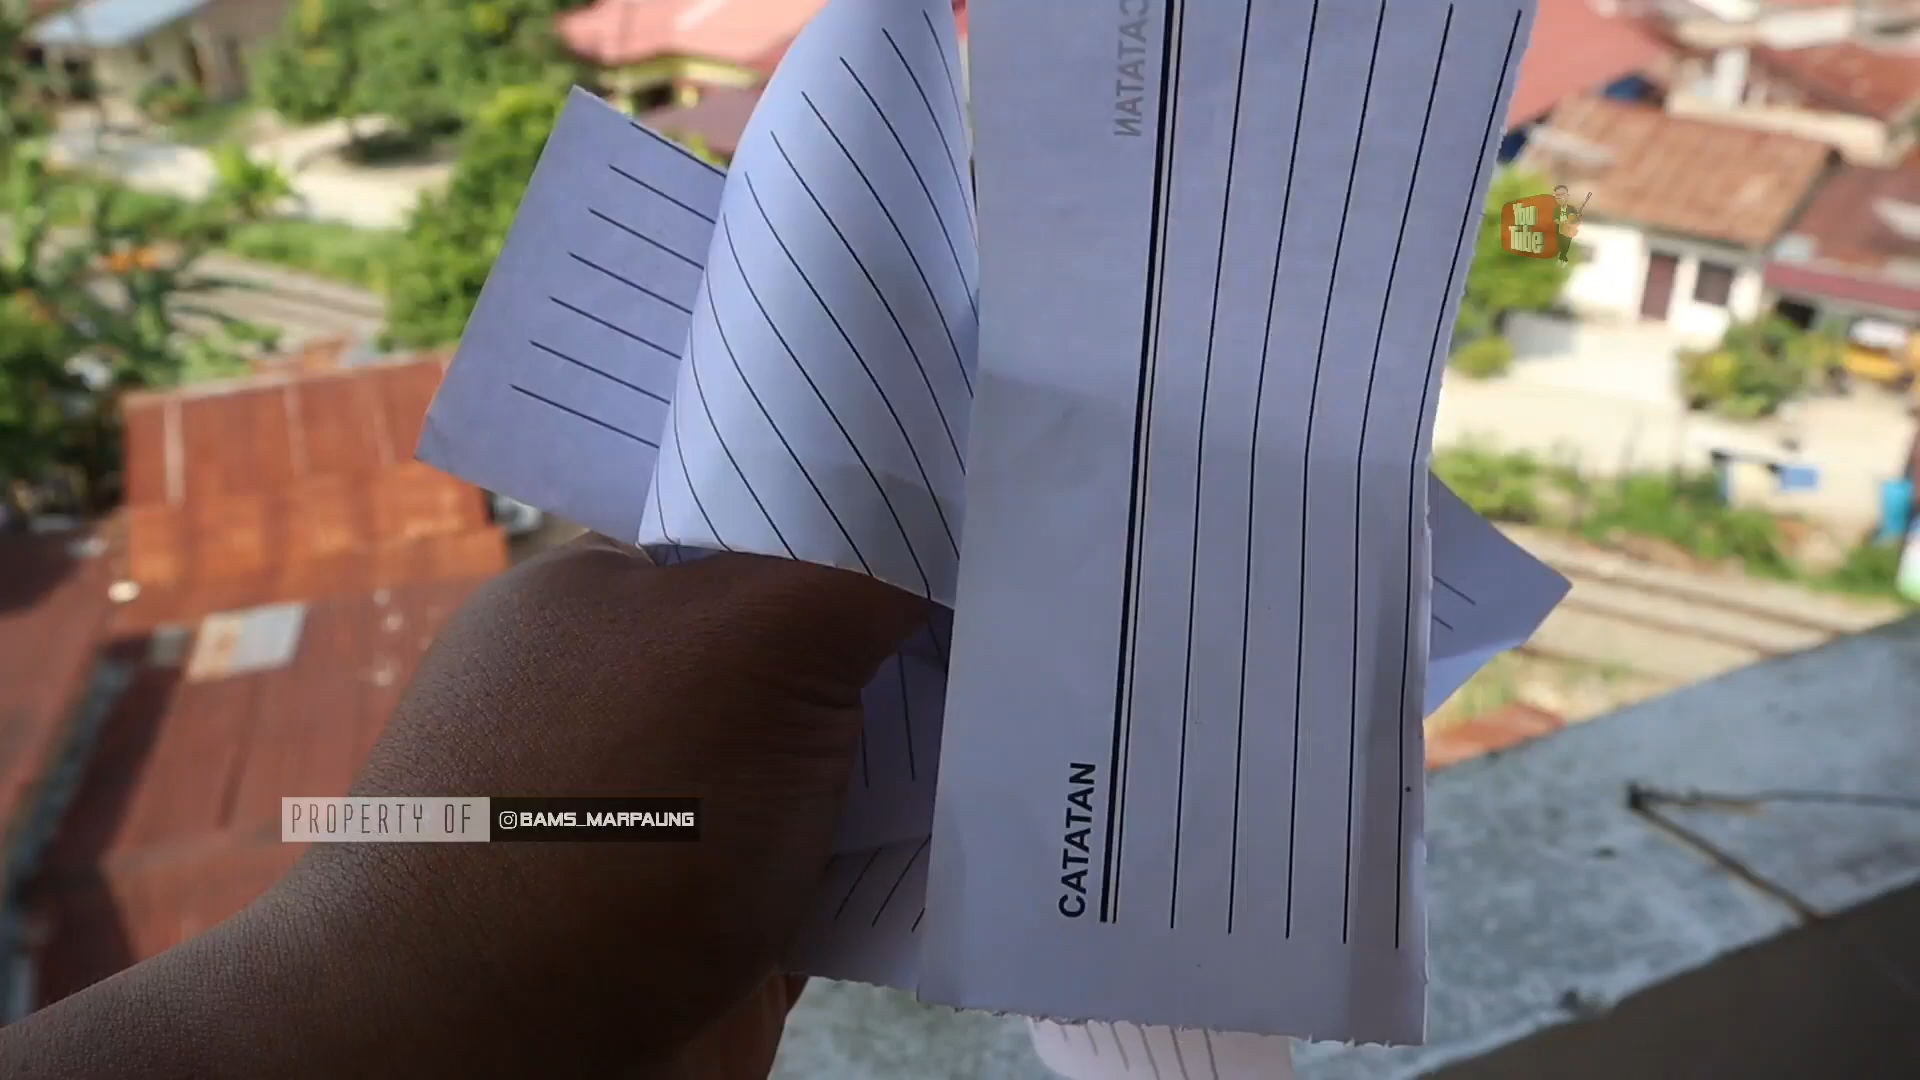 CATATAN
You
Tube
PROPERTY OF BAMS_MARPAUNG
CATATAN